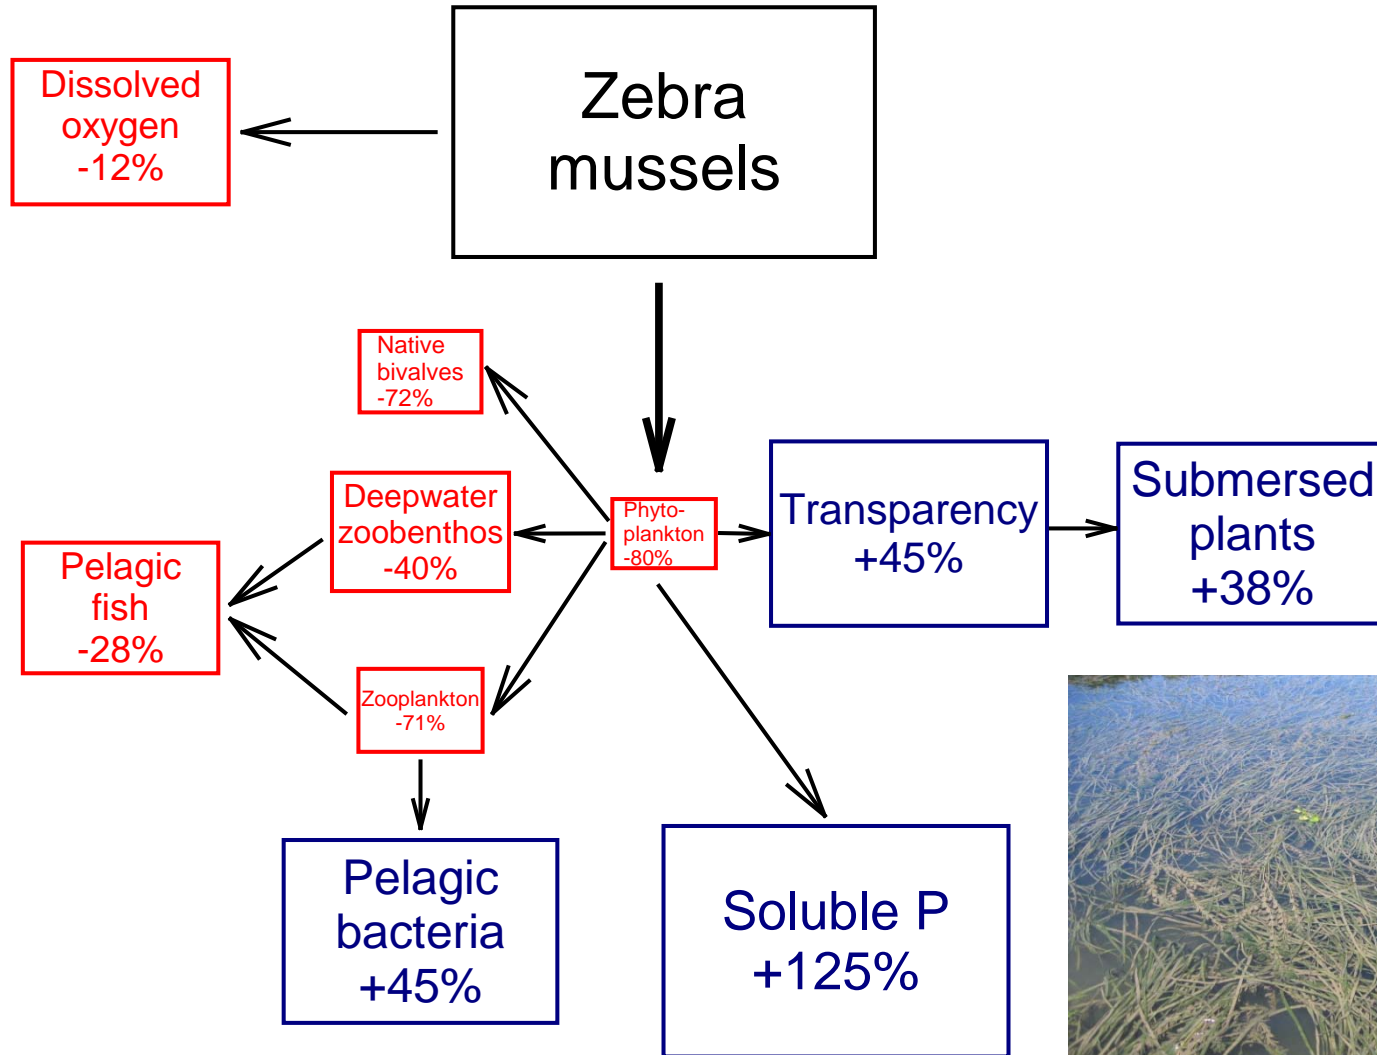 Zebra
mussels
Dissolved
oxygen
-12%
Native
bivalves
-72%
Deepwater
zoobenthos
-40%
Phyto-
plankton
-80%
Transparency
+45%
Submersed
plants
+38%
Pelagic
fish
-28%
Zooplankton
-71%
Pelagic
bacteria
+45%
Soluble P
+125%